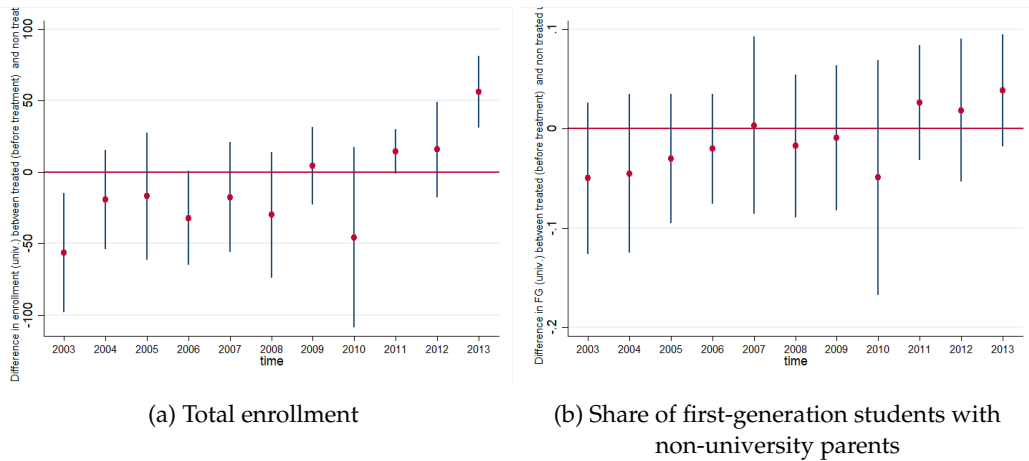 Difference in enrollment (univ.) between treated (before treatment) and non treat
100
50
0
-50
-100
2003 2004 2005 2006 2007 2008 2009 2010 2011 2012 2013
time
(a) Total enrollment
Difference in FG (univ.) between treated (before treatment) and non treated
.1
0
-.1
-.2
2003 2004 2005 2006 2007 2008 2009 2010 2011 2012 2013
time
(b) Share of first-generation students with
non-university parents